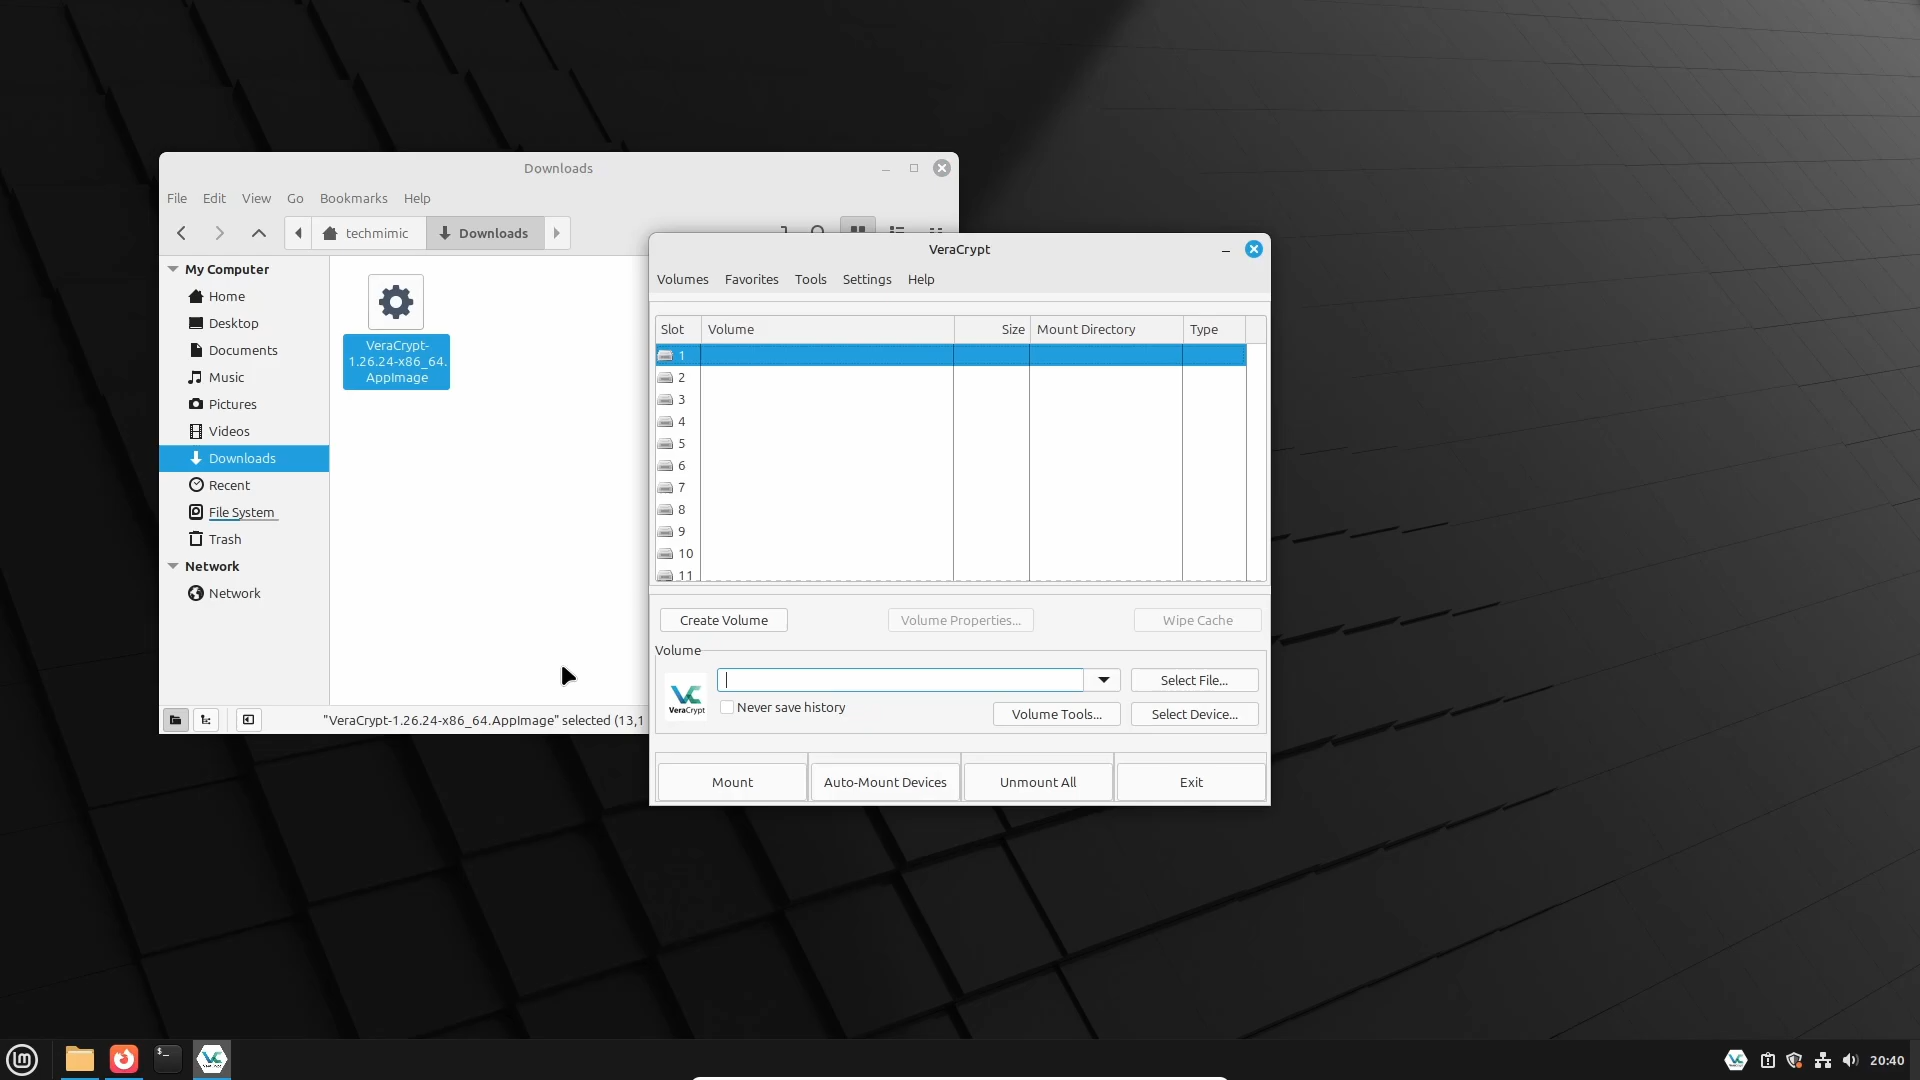 Downloads
File Edit View Go Bookmarks Help
techmimic Downloads
My Computer
Home
Desktop
Documents
Music
Pictures
Videos
Downloads
Recent
File System
Trash
Network
Network
VeraCrypt-
1.26.24-x86_64.
AppImage
"VeraCrypt-1.26.24-x86_64.AppImage" selected (13,1
VeraCrypt
Volumes Favorites Tools Settings Help
Slot Volume Size Mount Directory Type
1
2
3
4
5
6
7
8
9
10
11
Create Volume Volume Properties... Wipe Cache
Volume
VeraCrypt
Select File...
Never save history
Volume Tools... Select Device...
Mount Auto-Mount Devices Unmount All Exit
20:40